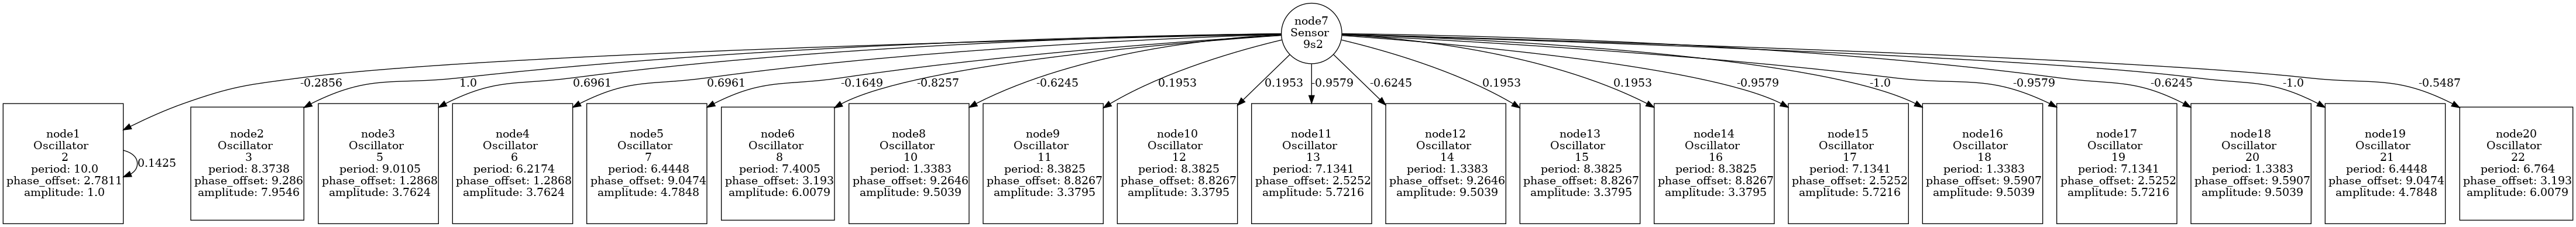 node7
Sensor
9s2
-0.2856
1.0
0.6961
0.6961
-0.1649
-0.8257
-0.6245
0.1953
0.1953
-0.9579
-0.6245
0.1953
0.1953
-0.9579
-1.0
-0.9579
-0.6245
-1.0
-0.5487
node1
Oscillator
2
period: 10.0
phase_offset: 2.7811
amplitude: 1.0
0.1425
node2
Oscillator
3
period: 8.3738
phase_offset: 9.286
amplitude: 7.9546
node3
Oscillator
5
period: 9.0105
phase_offset: 1.2868
amplitude: 3.7624
node4
Oscillator
6
period: 6.2174
phase_offset: 1.2868
amplitude: 3.7624
node5
Oscillator
7
period: 6.4448
phase_offset: 9.0474
amplitude: 4.7848
node6
Oscillator
8
period: 7.4005
phase_offset: 3.193
amplitude: 6.0079
node8
Oscillator
10
period: 1.3383
phase_offset: 9.2646
amplitude: 9.5039
node9
Oscillator
11
period: 8.3825
phase_offset: 8.8267
amplitude: 3.3795
node10
Oscillator
12
period: 8.3825
phase_offset: 8.8267
amplitude: 3.3795
node11
Oscillator
13
period: 7.1341
phase_offset: 2.5252
amplitude: 5.7216
node12
Oscillator
14
period: 1.3383
phase_offset: 9.2646
amplitude: 9.5039
node13
Oscillator
15
period: 8.3825
phase_offset: 8.8267
amplitude: 3.3795
node14
Oscillator
16
period: 8.3825
phase_offset: 8.8267
amplitude: 3.3795
node15
Oscillator
17
period: 7.1341
phase_offset: 2.5252
amplitude: 5.7216
node16
Oscillator
18
period: 1.3383
phase_offset: 9.5907
amplitude: 9.5039
node17
Oscillator
19
period: 7.1341
phase_offset: 2.5252
amplitude: 5.7216
node18
Oscillator
20
period: 1.3383
phase_offset: 9.5907
amplitude: 9.5039
node19
Oscillator
21
period: 6.4448
phase_offset: 9.0474
amplitude: 4.7848
node20
Oscillator
22
period: 6.764
phase_offset: 3.193
amplitude: 6.0079